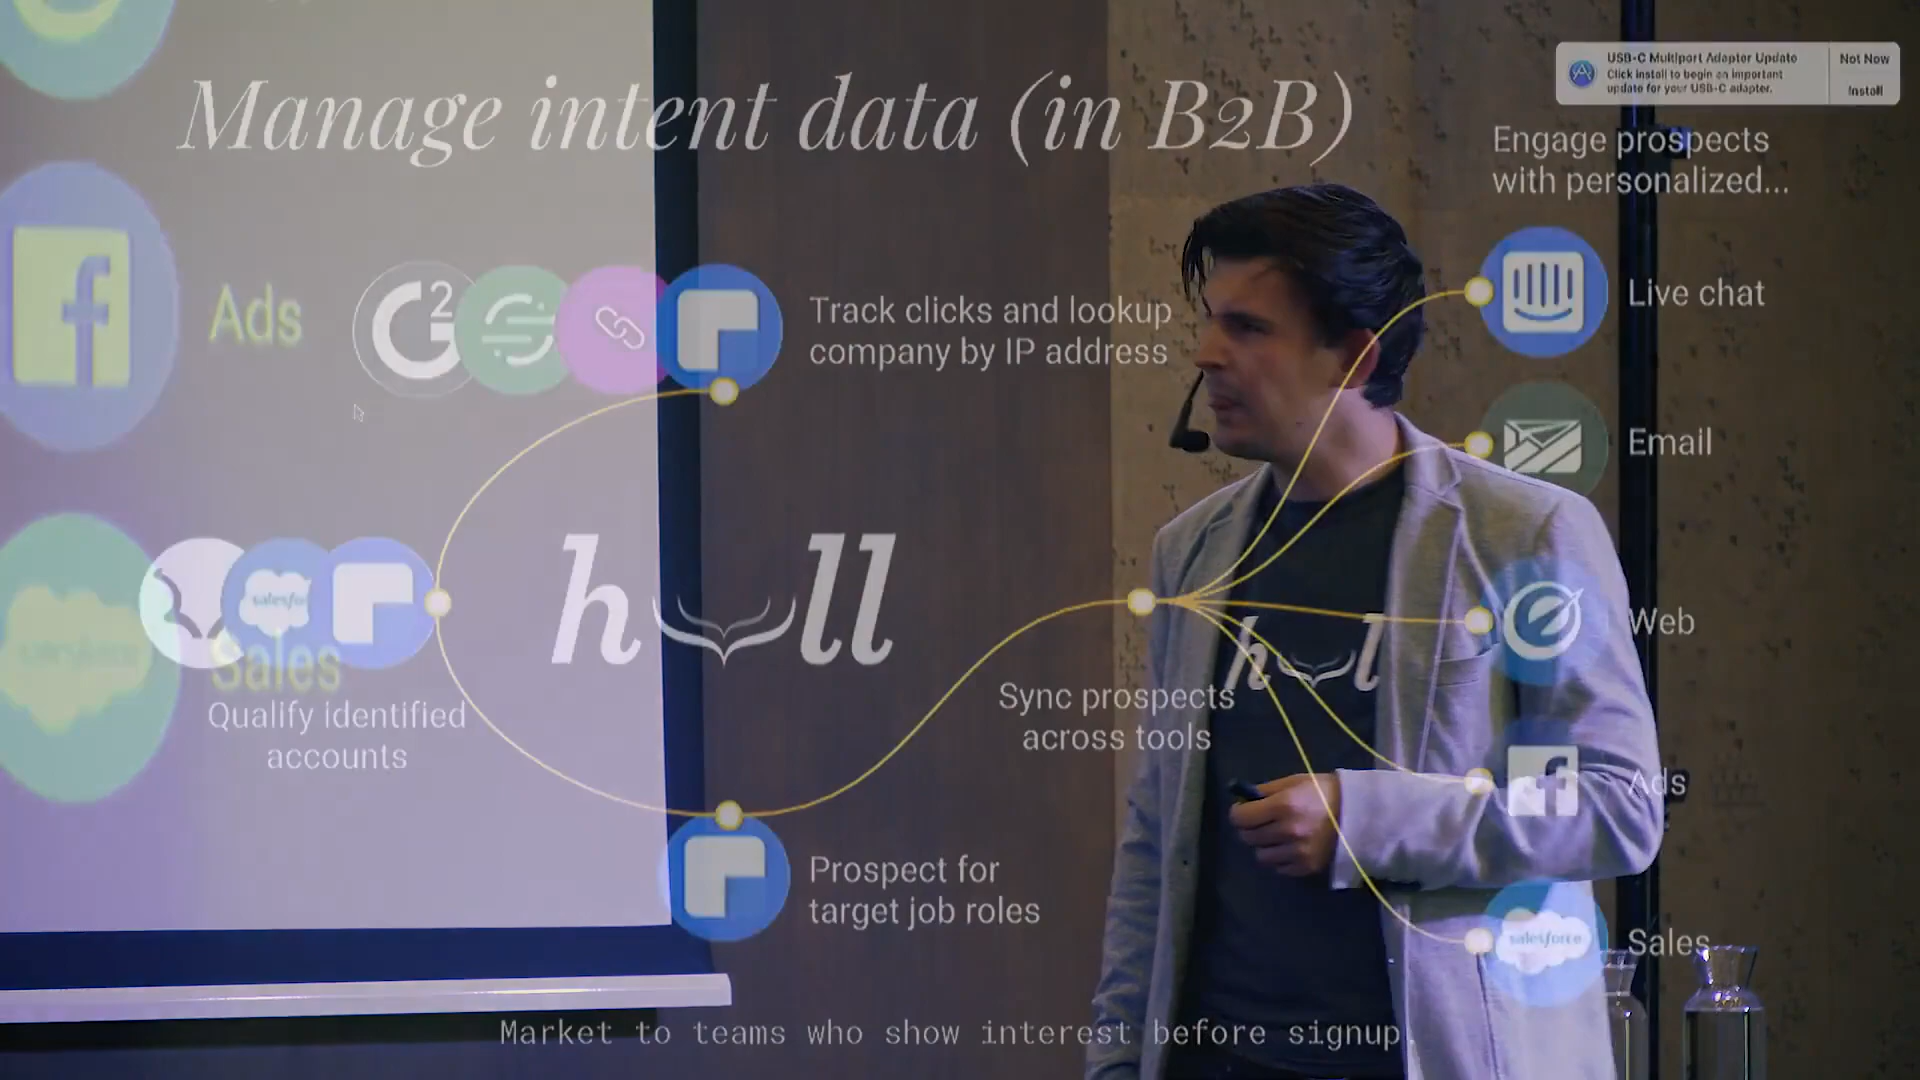 USB-C Multiport Adapter Update
Click install to begin an important
update for your USB-C adapter.
Not Now
Install
Manage intent data (in B2B)
Engage prospects
with personalized...
Ads
G2
Track clicks and lookup
company by IP address
Live chat
Email
salesfo
hull
Web
h l
Sales
Qualify identified
accounts
Sync prospects
across tools
Ads
Prospect for
target job roles
salesforce
Sales
Market to teams who show interest before signup.